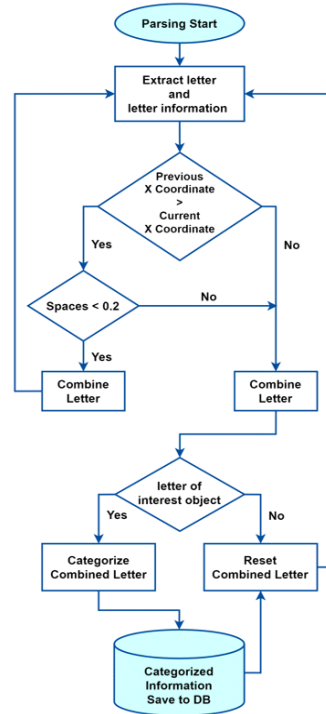 Parsing Start
Extract letter
and
letter information
Previous
X Coordinate
>
Current
X Coordinate
Yes
No
Spaces < 0.2
No
Yes
Combine
Letter
Combine
Letter
letter of
interest object
Yes
No
Categorize
Combined Letter
Reset
Combined Letter
Categorized
Information
Save to DB